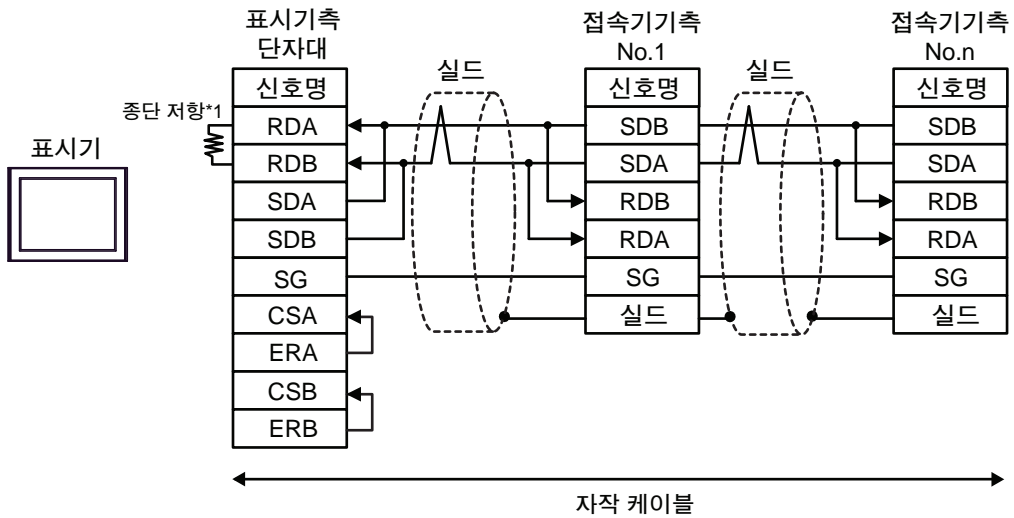 표시기측
단자대
접속기기측
No.1
접속기기측
No.n
실드
실드
종단 저항*1
표시기
신호명
RDA
RDB
SDA
SDB
SG
CSA
ERA
CSB
ERB
신호명
SDB
SDA
RDB
RDA
SG
실드
신호명
SDB
SDA
RDB
RDA
SG
실드
자작 케이블